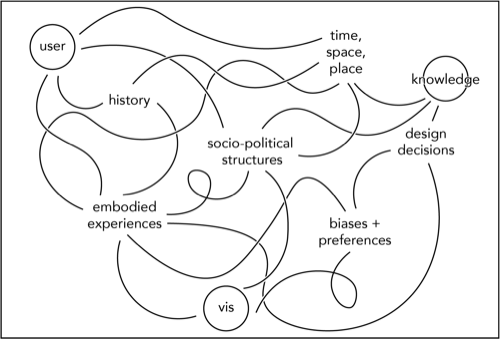 user
time,
space,
place
knowledge
history
design
decisions
socio-political
structures
embodied
experiences
biases +
preferences
vis